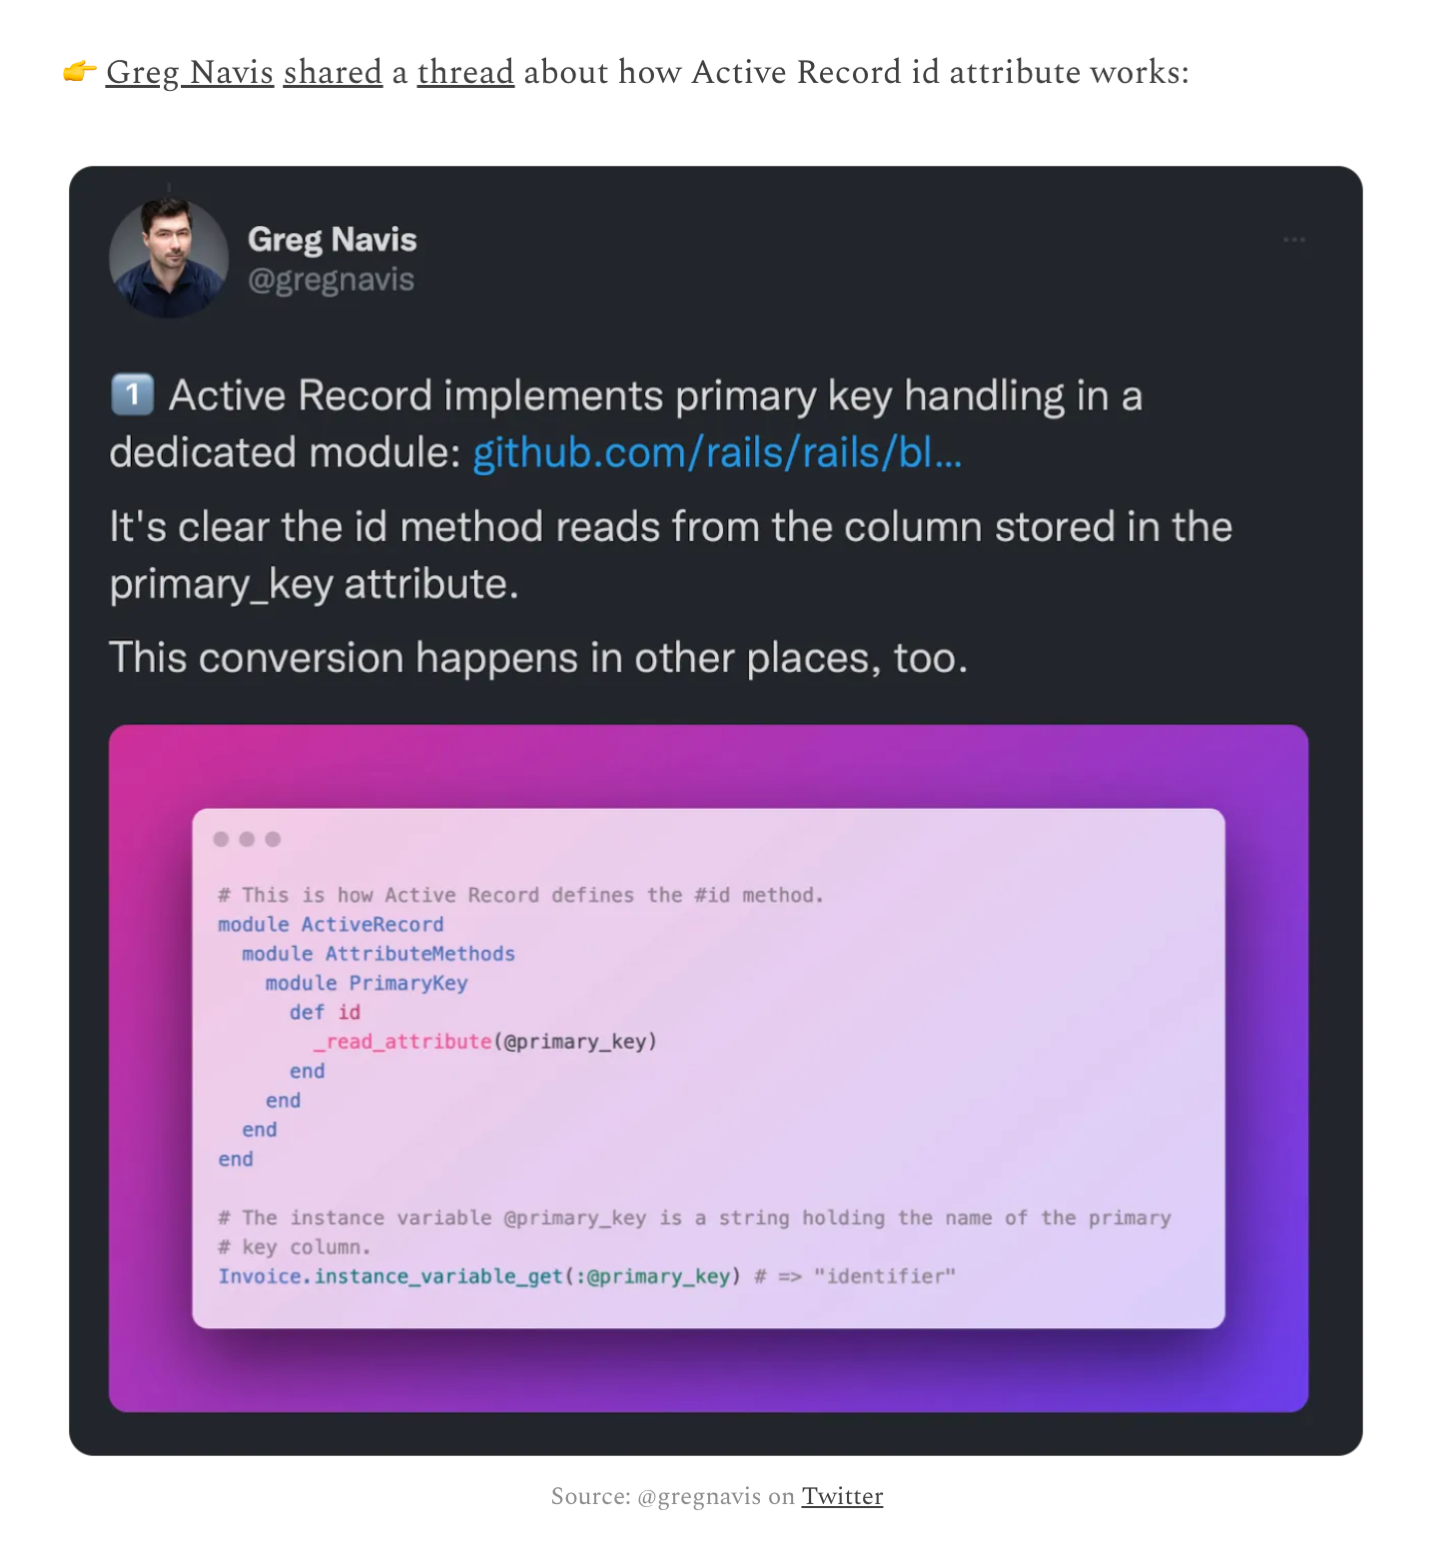 👉 Greg Navis shared a thread about how Active Record id attribute works:
Greg Navis
@gregnavis
1️⃣ Active Record implements primary key handling in a
dedicated module: github.com/rails/rails/bl...
It's clear the id method reads from the column stored in the
primary_key attribute.
This conversion happens in other places, too.
# This is how Active Record defines the #id method.
module ActiveRecord
  module AttributeMethods
    module PrimaryKey
      def id
        _read_attribute(@primary_key)
      end
    end
  end
end
# The instance variable @primary_key is a string holding the name of the primary
# key column.
Invoice.instance_variable_get(:@primary_key) # => "identifier"
Source: @gregnavis on Twitter